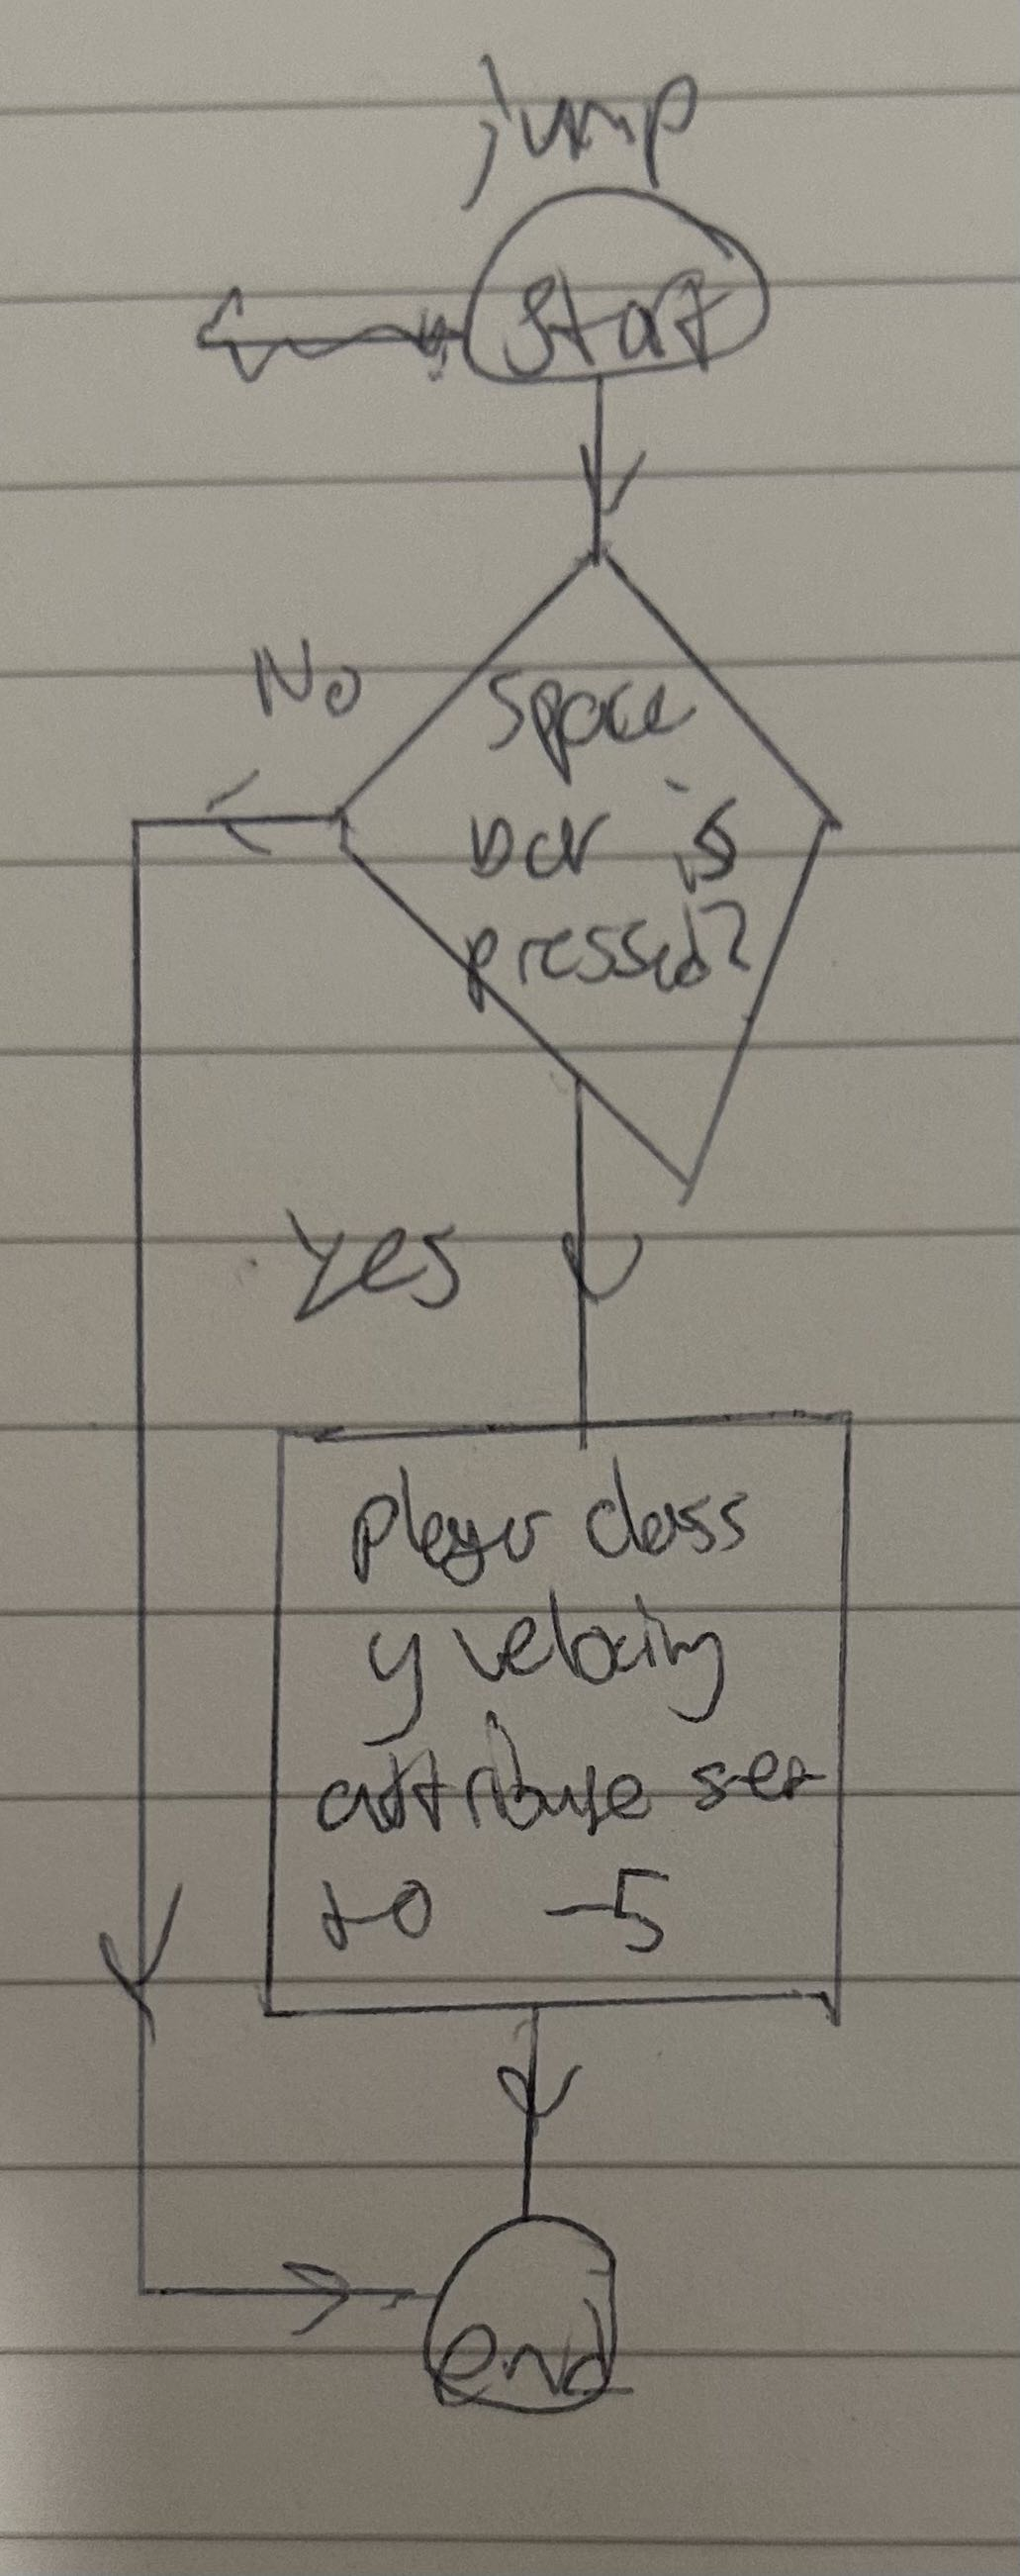 jump
Start
No
Space
bar is
pressed?
Yes
player class
y velocity
attribute set
to -5
end